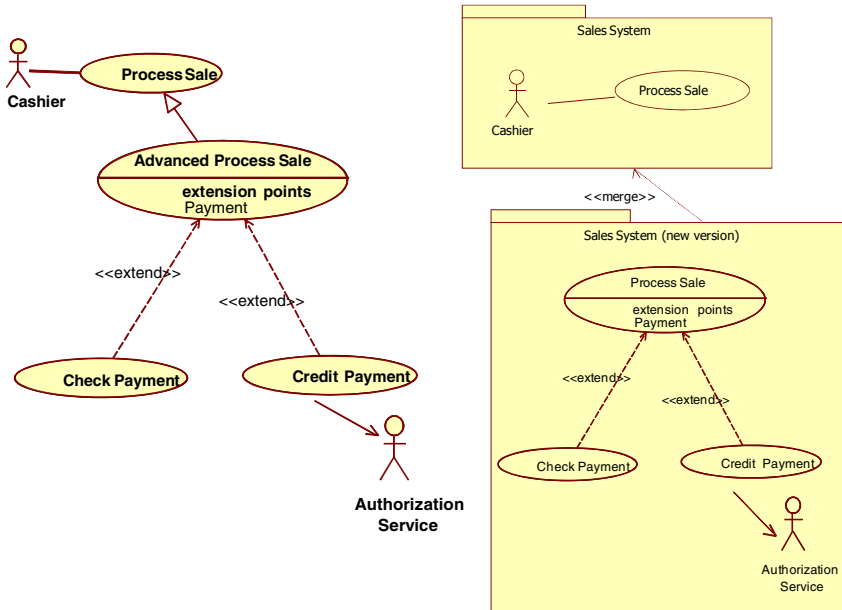 Process Sale
Cashier
Advanced Process Sale
extension points
Payment
<<extend>>
<<extend>>
Check Payment
Credit Payment
Authorization
Service
Sales System
Process Sale
Cashier
<<merge>>
Sales System (new version)
Process Sale
extension points
Payment
<<extend>>
<<extend>>
Check Payment
Credit Payment
Authorization
Service